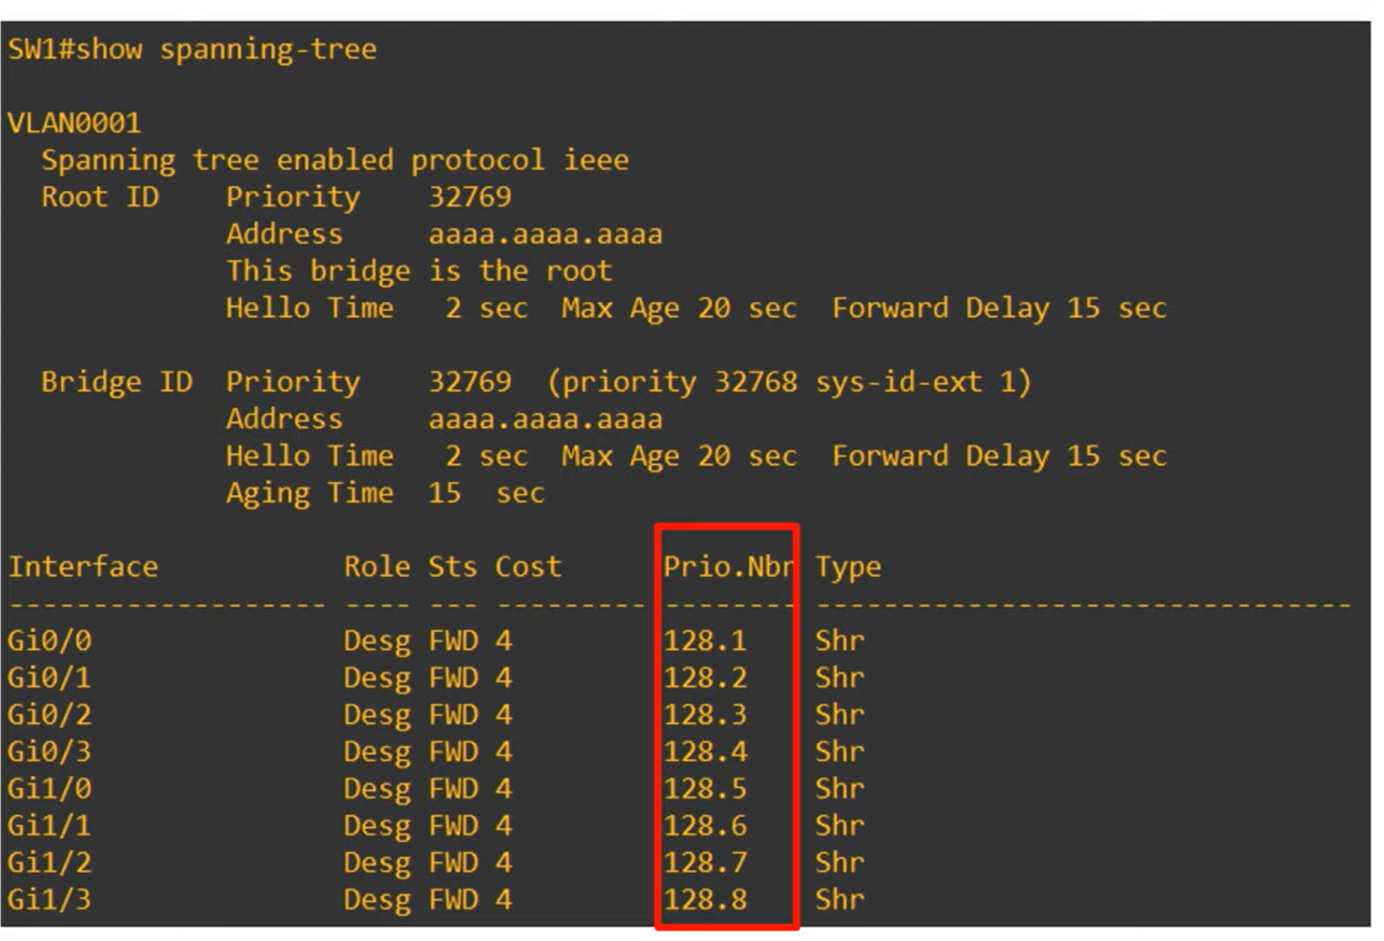 SW1#show spanning-tree
VLAN0001
Spanning tree enabled protocol ieee
Root ID Priority 32769
Address aaaa.aaaa.aaaa
This bridge is the root
Hello Time 2 sec Max Age 20 sec Forward Delay 15 sec
Bridge ID Priority 32769 (priority 32768 sys-id-ext 1)
Address aaaa.aaaa.aaaa
Hello Time 2 sec Max Age 20 sec Forward Delay 15 sec
Aging Time 15 sec
Interface Role Sts Cost Prio.Nbr Type
------------------- ---- --- --------- -------- --------------------------------
Gi0/0 Desg FWD 4 128.1 Shr
Gi0/1 Desg FWD 4 128.2 Shr
Gi0/2 Desg FWD 4 128.3 Shr
Gi0/3 Desg FWD 4 128.4 Shr
Gi1/0 Desg FWD 4 128.5 Shr
Gi1/1 Desg FWD 4 128.6 Shr
Gi1/2 Desg FWD 4 128.7 Shr
Gi1/3 Desg FWD 4 128.8 Shr